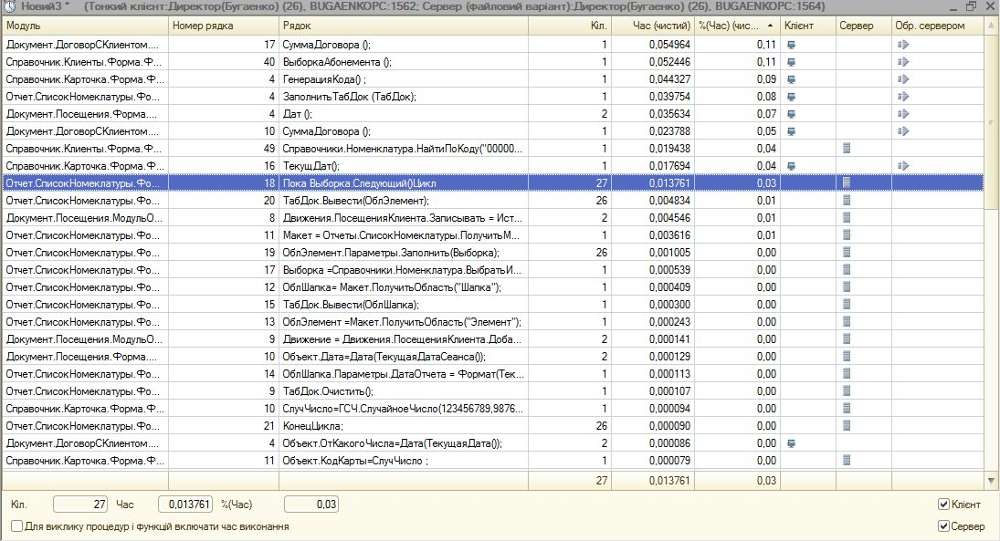 Новий3 * (Тонкий клієнт:Директор(Бугаенко) (26), BUGAENKOPC:1562; Сервер (файловий варіант):Директор(Бугаенко) (26), BUGAENKOPC:1564)
Модуль Номер рядка Рядок Кіл. Час (чистий) %(Час) (чис... Клієнт Сервер Обр. сервером
Документ.ДоговорСКлиентом.... 17 СуммаДоговора (); 1 0,054964 0,11
Справочник.Клиенты.Форма.Ф... 40 ВыборкаАбонемента (); 1 0,052446 0,11
Справочник.Карточка.Форма.Ф... 4 ГенерацияКода() ; 1 0,044327 0,09
Отчет.СписокНоменклатуры.Фо... 4 ЗаполнитьТабДок (ТабДок); 1 0,039754 0,08
Документ.Посещения.Форма.... 4 Дат (); 2 0,035634 0,07
Документ.ДоговорСКлиентом.... 10 СуммаДоговора (); 1 0,023788 0,05
Справочник.Клиенты.Форма.Ф... 49 Справочники.Номенклатура.НайтиПоКоду("00000... 1 0,019438 0,04
Справочник.Карточка.Форма.Ф... 16 ТекущДат(); 1 0,017694 0,04
Отчет.СписокНоменклатуры.Фо... 18 Пока Выборка.Следующий()Цикл 27 0,013761 0,03
Отчет.СписокНоменклатуры.Фо... 20 ТабДок.Вывести(ОблЭлемент); 26 0,004834 0,01
Документ.Посещения.МодульО... 8 Движения.ПосещенияКлиента.Записывать = Ист... 2 0,004546 0,01
Отчет.СписокНоменклатуры.Фо... 11 Макет = Отчеты.СписокНоменклатуры.ПолучитьМ... 1 0,003616 0,01
Отчет.СписокНоменклатуры.Фо... 19 ОблЭлемент.Параметры.Заполнить(Выборка); 26 0,001005 0,00
Отчет.СписокНоменклатуры.Фо... 17 Выборка =Справочники.Номенклатура.ВыбратьИ... 1 0,000539 0,00
Отчет.СписокНоменклатуры.Фо... 12 ОблШапка= Макет.ПолучитьОбласть("Шапка"); 1 0,000409 0,00
Отчет.СписокНоменклатуры.Фо... 15 ТабДок.Вывести(ОблШапка); 1 0,000300 0,00
Отчет.СписокНоменклатуры.Фо... 13 ОблЭлемент =Макет.ПолучитьОбласть("Элемент"); 1 0,000243 0,00
Документ.Посещения.МодульО... 9 Движение = Движения.ПосещенияКлиента.Доба... 2 0,000141 0,00
Документ.Посещения.Форма.... 10 Объект.Дата=Дата(ТекущаяДатаСеанса()); 2 0,000129 0,00
Отчет.СписокНоменклатуры.Фо... 14 ОблШапка.Параметры.ДатаОтчета = Формат(Тек... 1 0,000113 0,00
Отчет.СписокНоменклатуры.Фо... 9 ТабДок.Очистить(); 1 0,000107 0,00
Справочник.Карточка.Форма.Ф... 10 СлучЧисло=ГСЧ.СлучайноеЧисло(123456789,9876... 1 0,000094 0,00
Отчет.СписокНоменклатуры.Фо... 21 КонецЦикла; 26 0,000090 0,00
Документ.ДоговорСКлиентом.... 4 Объект.ОтКакогоЧисла=Дата(ТекущаяДата()); 2 0,000086 0,00
Справочник.Карточка.Форма.Ф... 11 Объект.КодКарты=СлучЧисло ; 1 0,000079 0,00
27 0,013761 0,03
Кіл. 27 Час 0,013761 %(Час) 0,03 Клієнт
Для виклику процедур і функцій включати час виконання Сервер